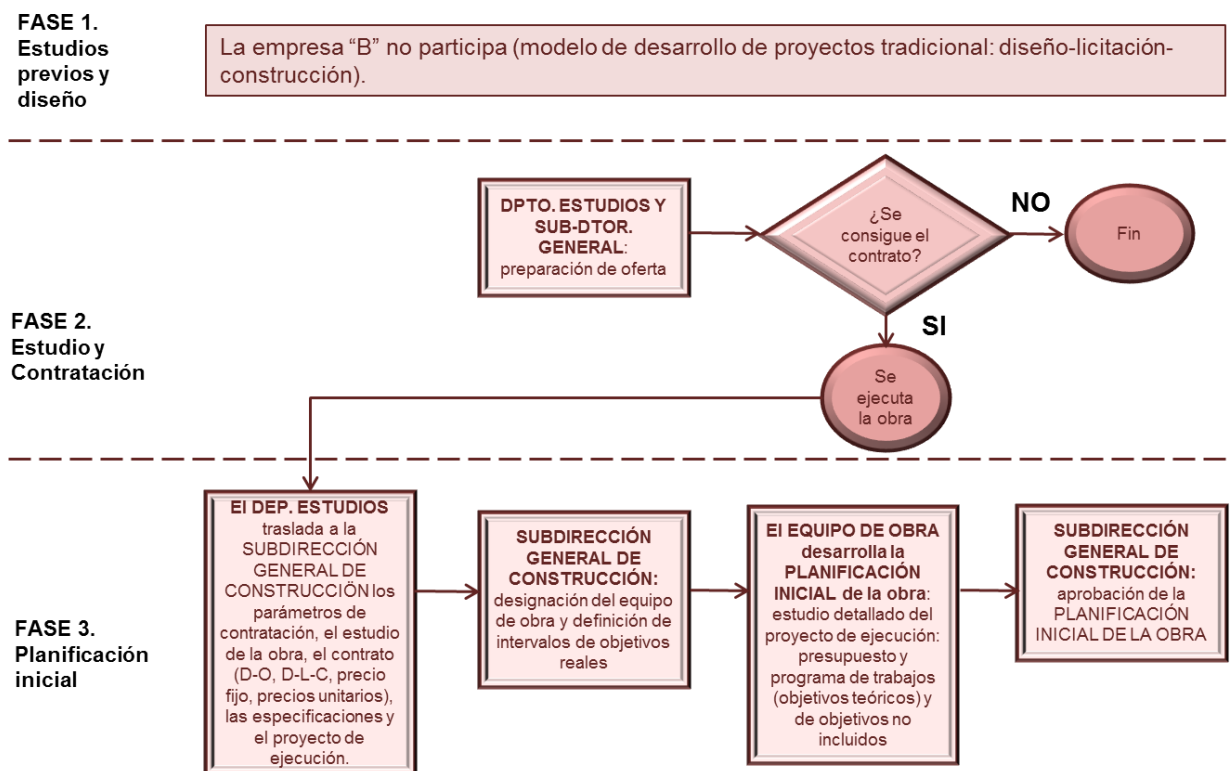 FASE 1.
Estudios
previos y
diseño
La empresa “B” no participa (modelo de desarrollo de proyectos tradicional: diseño-licitación-
construcción).
DPTO. ESTUDIOS Y
SUB-DTOR.
GENERAL:
preparación de oferta
¿Se
consigue el
contrato?
NO
Fin
SI
Se
ejecuta
la obra
FASE 2.
Estudio y
Contratación
FASE 3.
Planificación
inicial
El DEP. ESTUDIOS
traslada a la
SUBDIRECCIÓN
GENERAL DE
CONSTRUCCÖN los
parámetros de
contratación, el estudio
de la obra, el contrato
(D-O, D-L-C, precio
fijo, precios unitarios),
las especificaciones y
el proyecto de
ejecución.
SUBDIRECCIÓN
GENERAL DE
CONSTRUCCIÓN:
designación del equipo
de obra y definición de
intervalos de objetivos
reales
El EQUIPO DE OBRA
desarrolla la
PLANIFICACIÓN
INICIAL de la obra:
estudio detallado del
proyecto de ejecución:
presupuesto y
programa de trabajos
(objetivos teóricos) y
de objetivos no
incluidos
SUBDIRECCIÓN
GENERAL DE
CONSTRUCCIÓN:
aprobación de la
PLANIFICACIÓN
INICIAL DE LA OBRA